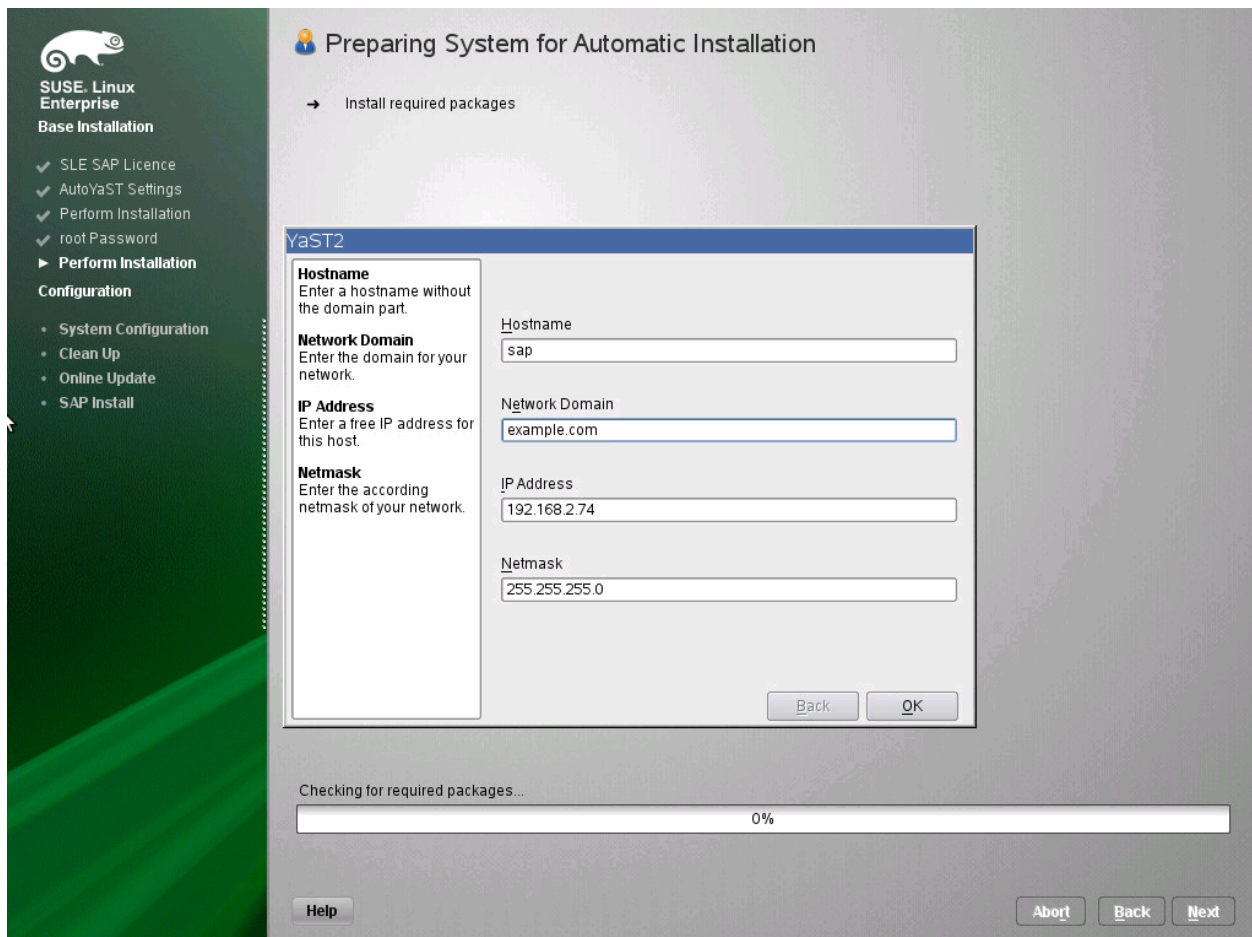 SUSE. Linux
Enterprise
Base Installation
SLE SAP Licence
AutoYaST Settings
Perform Installation
root Password
Perform Installation
Configuration
System Configuration
Clean Up
Online Update
SAP Install
Preparing System for Automatic Installation
Install required packages
YaST2
Hostname
Enter a hostname without
the domain part.
Network Domain
Enter the domain for your
network.
IP Address
Enter a free IP address for
this host.
Netmask
Enter the according
netmask of your network.
Hostname
sap
Network Domain
example.com
IP Address
192.168.2.74
Netmask
255.255.255.0
Back OK
Checking for required packages...
0%
Help Abort Back Next